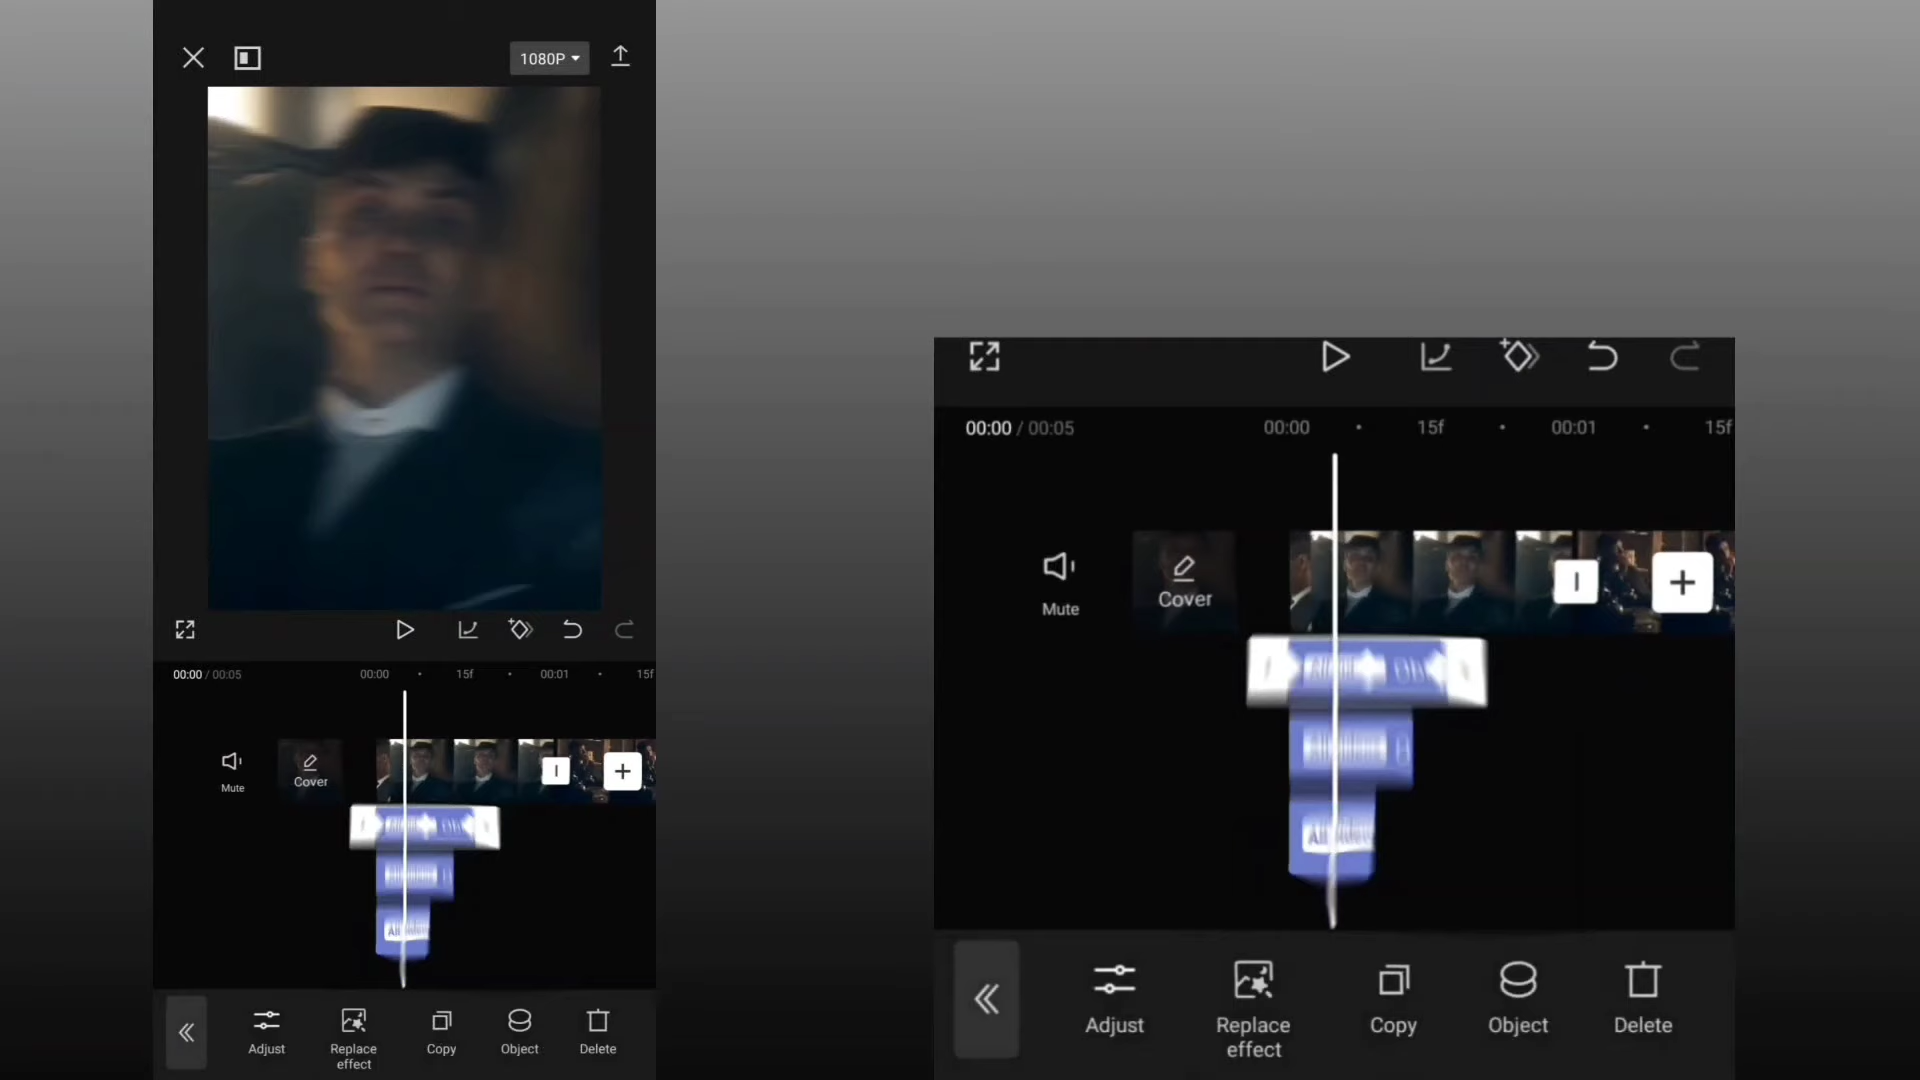 1080P
00:00 / 00:05
00:00
15f
00:01
15f
Mute
Cover
Adjust
Replace
effect
Copy
Object
Delete
00:00 / 00:05
00:00
15f
00:01
15f
Mute
Cover
Adjust
Replace
effect
Copy
Object
Delete